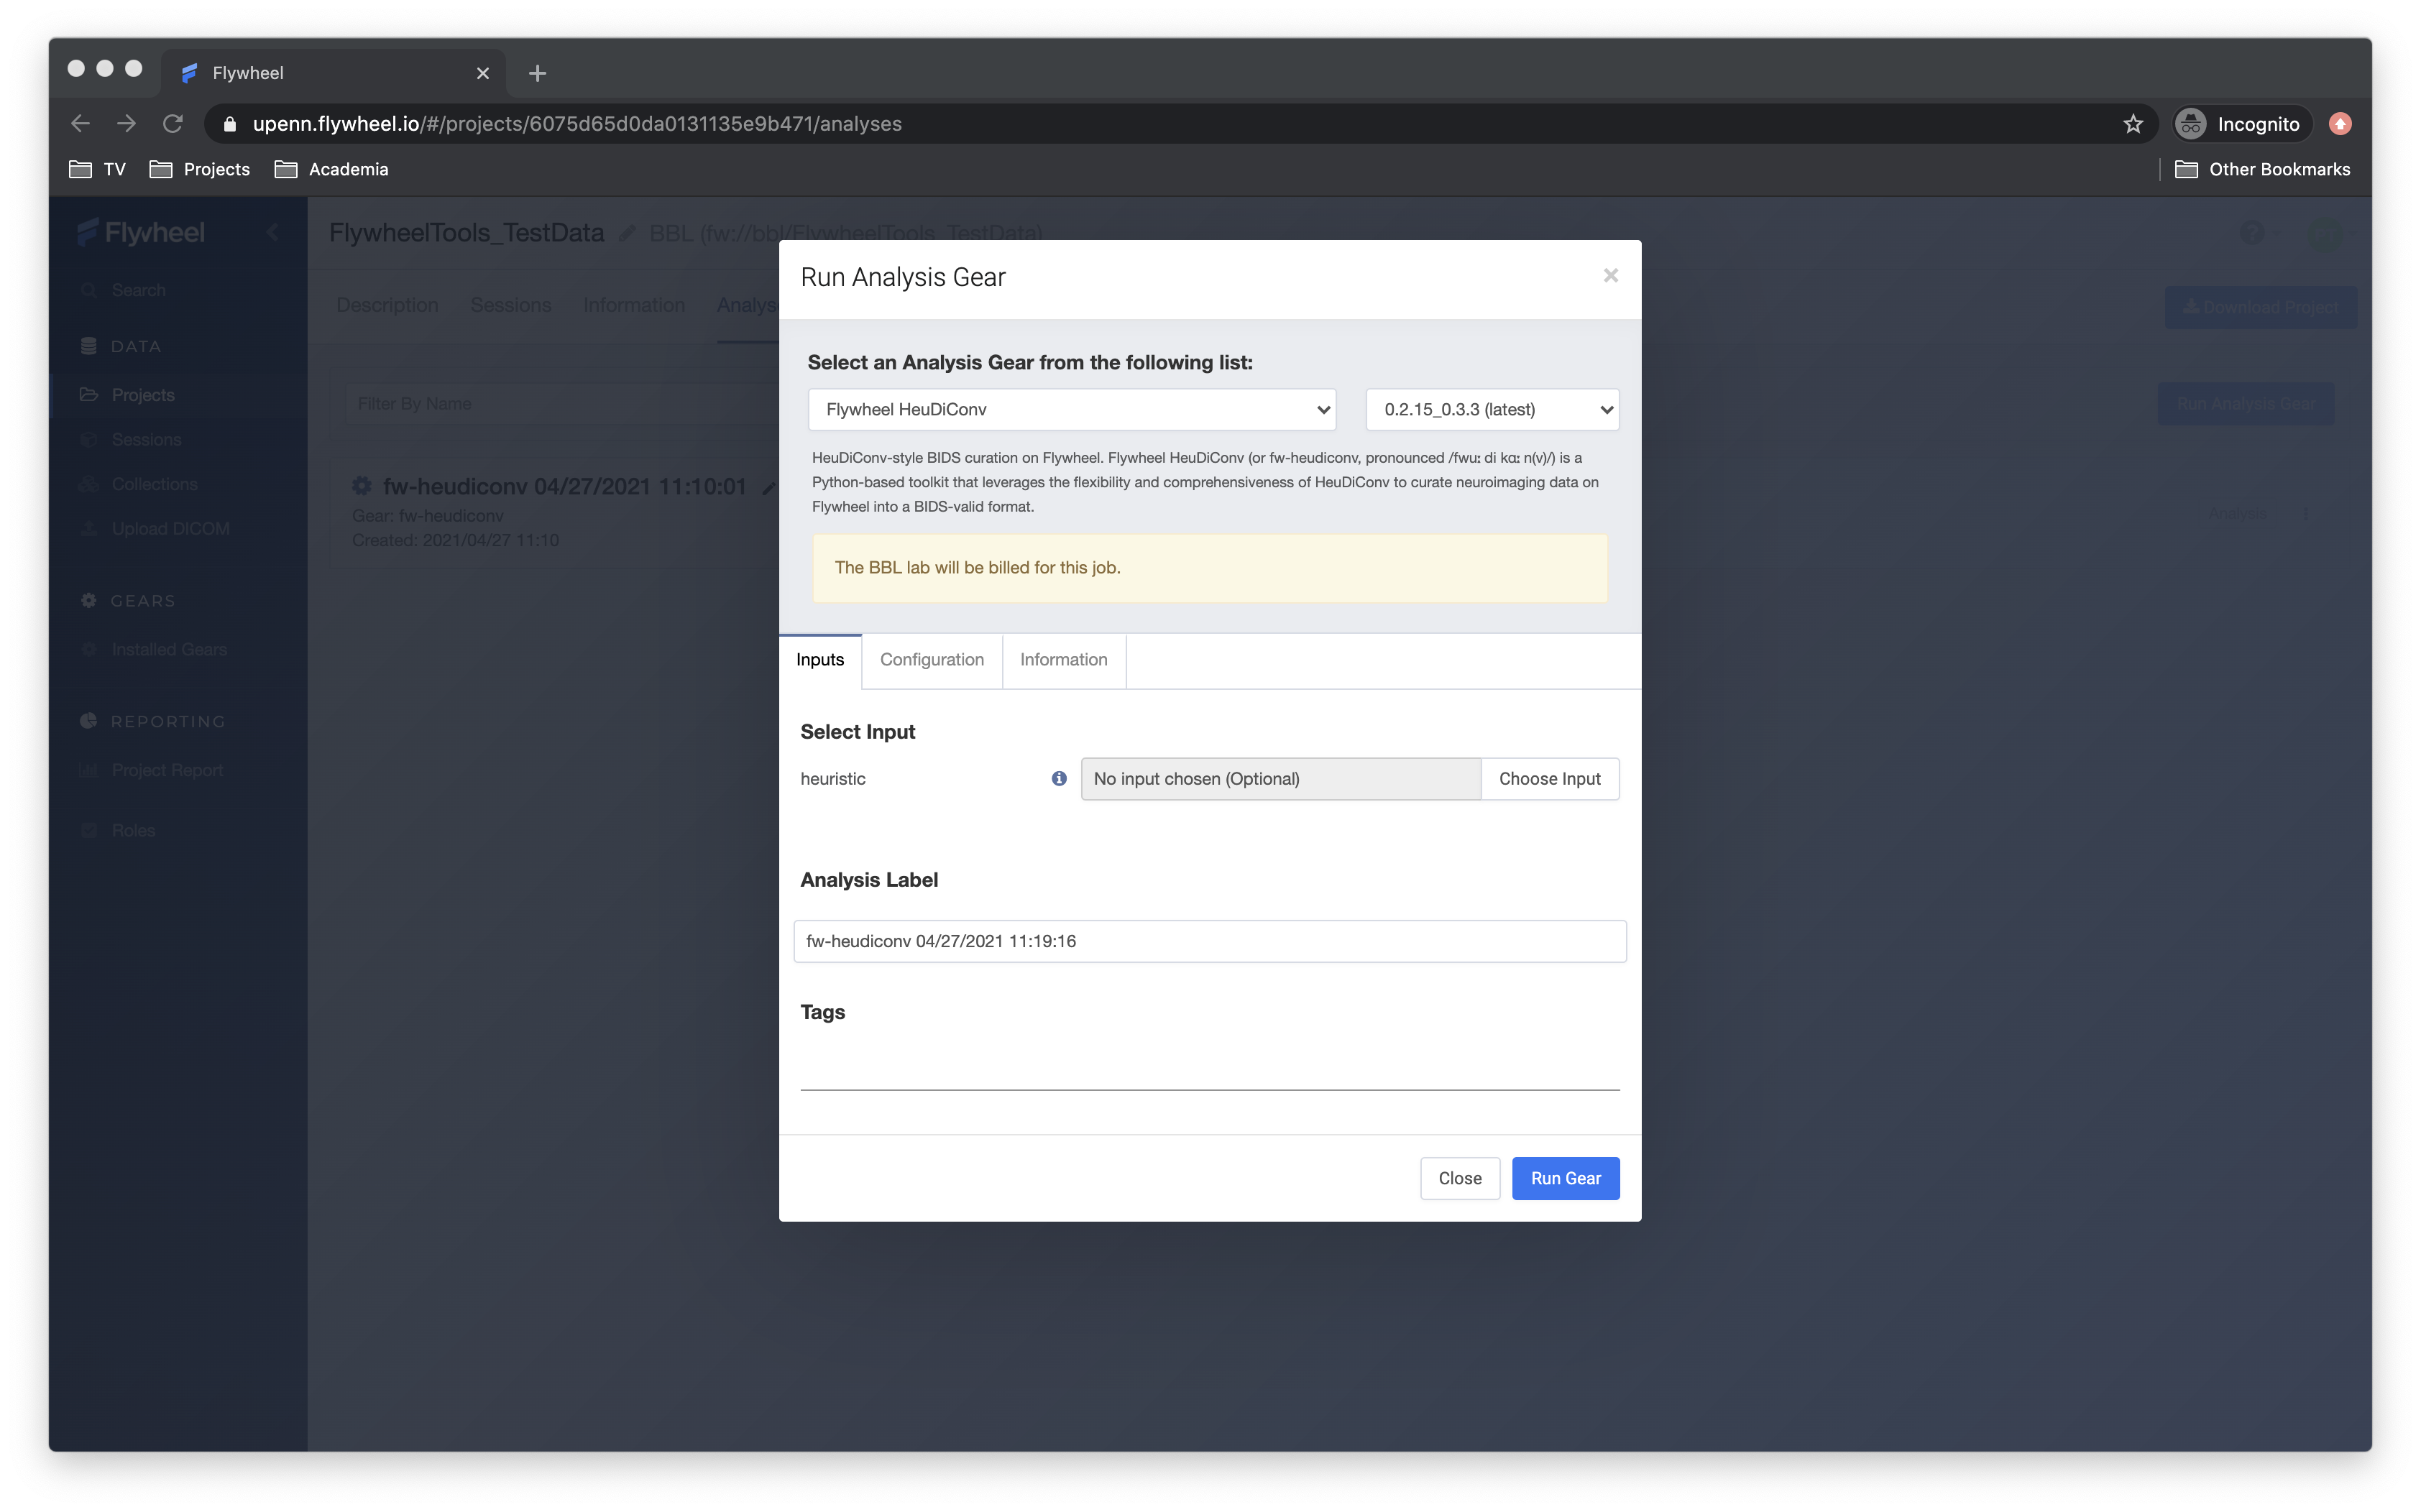 Flywheel
upenn.flywheel.io/#/projects/6075d65d0da0131135e9b471/analyses
Incognito
TV
Projects
Academia
Other Bookmarks
Flywheel
FlywheelTools_TestData
BBL (fw://bbl/FlywheelTools_TestData)
Search
Description
Sessions
Information
Analys
Download Project
DATA
Projects
Filter By Name
Run Analysis Gear
Sessions
Collections
Upload DICOM
fw-heudiconv 04/27/2021 11:10:01
Gear: fw-heudiconv
Created: 2021/04/27 11:10
Analysis
GEARS
Installed Gears
REPORTING
Project Report
Roles
Run Analysis Gear
Select an Analysis Gear from the following list:
Flywheel HeuDiConv
0.2.15_0.3.3 (latest)
HeuDiConv-style BIDS curation on Flywheel. Flywheel HeuDiConv (or fw-heudiconv, pronounced /fwuː di kɑː n(v)/) is a
Python-based toolkit that leverages the flexibility and comprehensiveness of HeuDiConv to curate neuroimaging data on
Flywheel into a BIDS-valid format.
The BBL lab will be billed for this job.
Inputs
Configuration
Information
Select Input
heuristic
No input chosen (Optional)
Choose Input
Analysis Label
fw-heudiconv 04/27/2021 11:19:16
Tags
Close
Run Gear